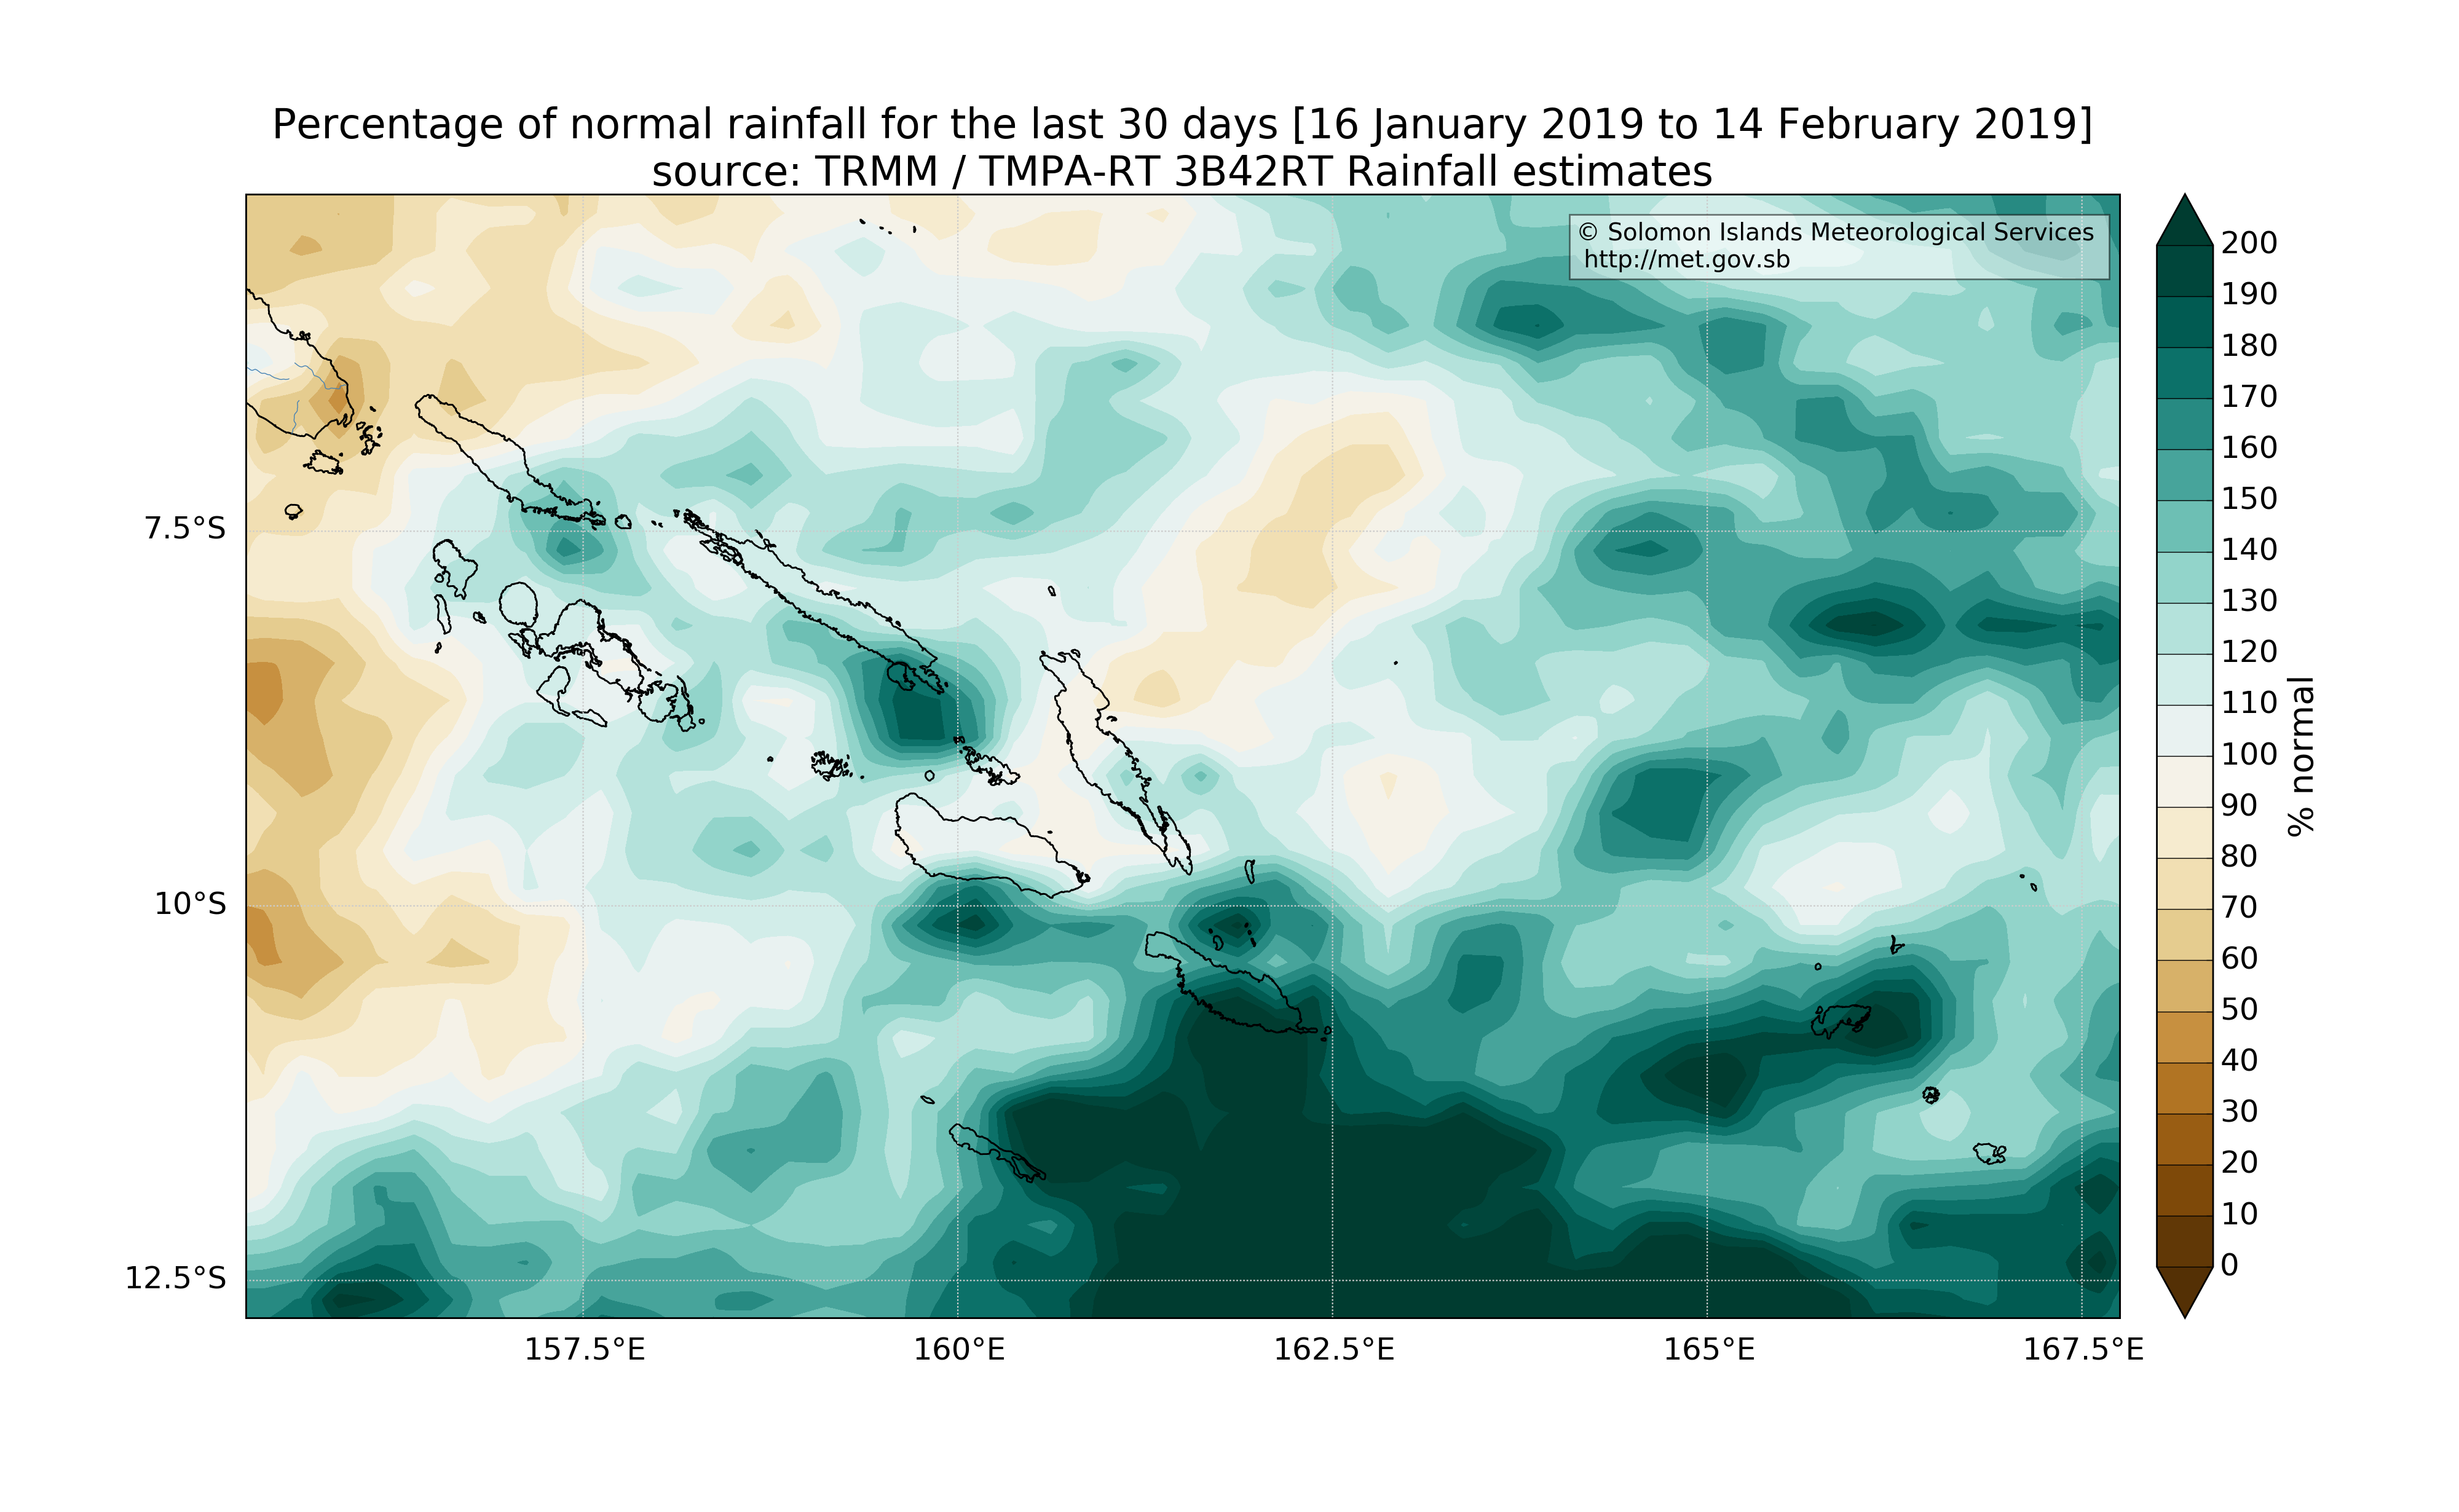 Percentage of normal rainfall for the last 30 days [16 January 2019 to 14 February 2019]
source: TRMM / TMPA-RT 3B42RT Rainfall estimates
© Solomon Islands Meteorological Services
http://met.gov.sb
7.5°S
10°S
12.5°S
157.5°E
160°E
162.5°E
165°E
167.5°E
200
190
180
170
160
150
140
130
120
110
100
90
80
70
60
50
40
30
20
10
0
% normal